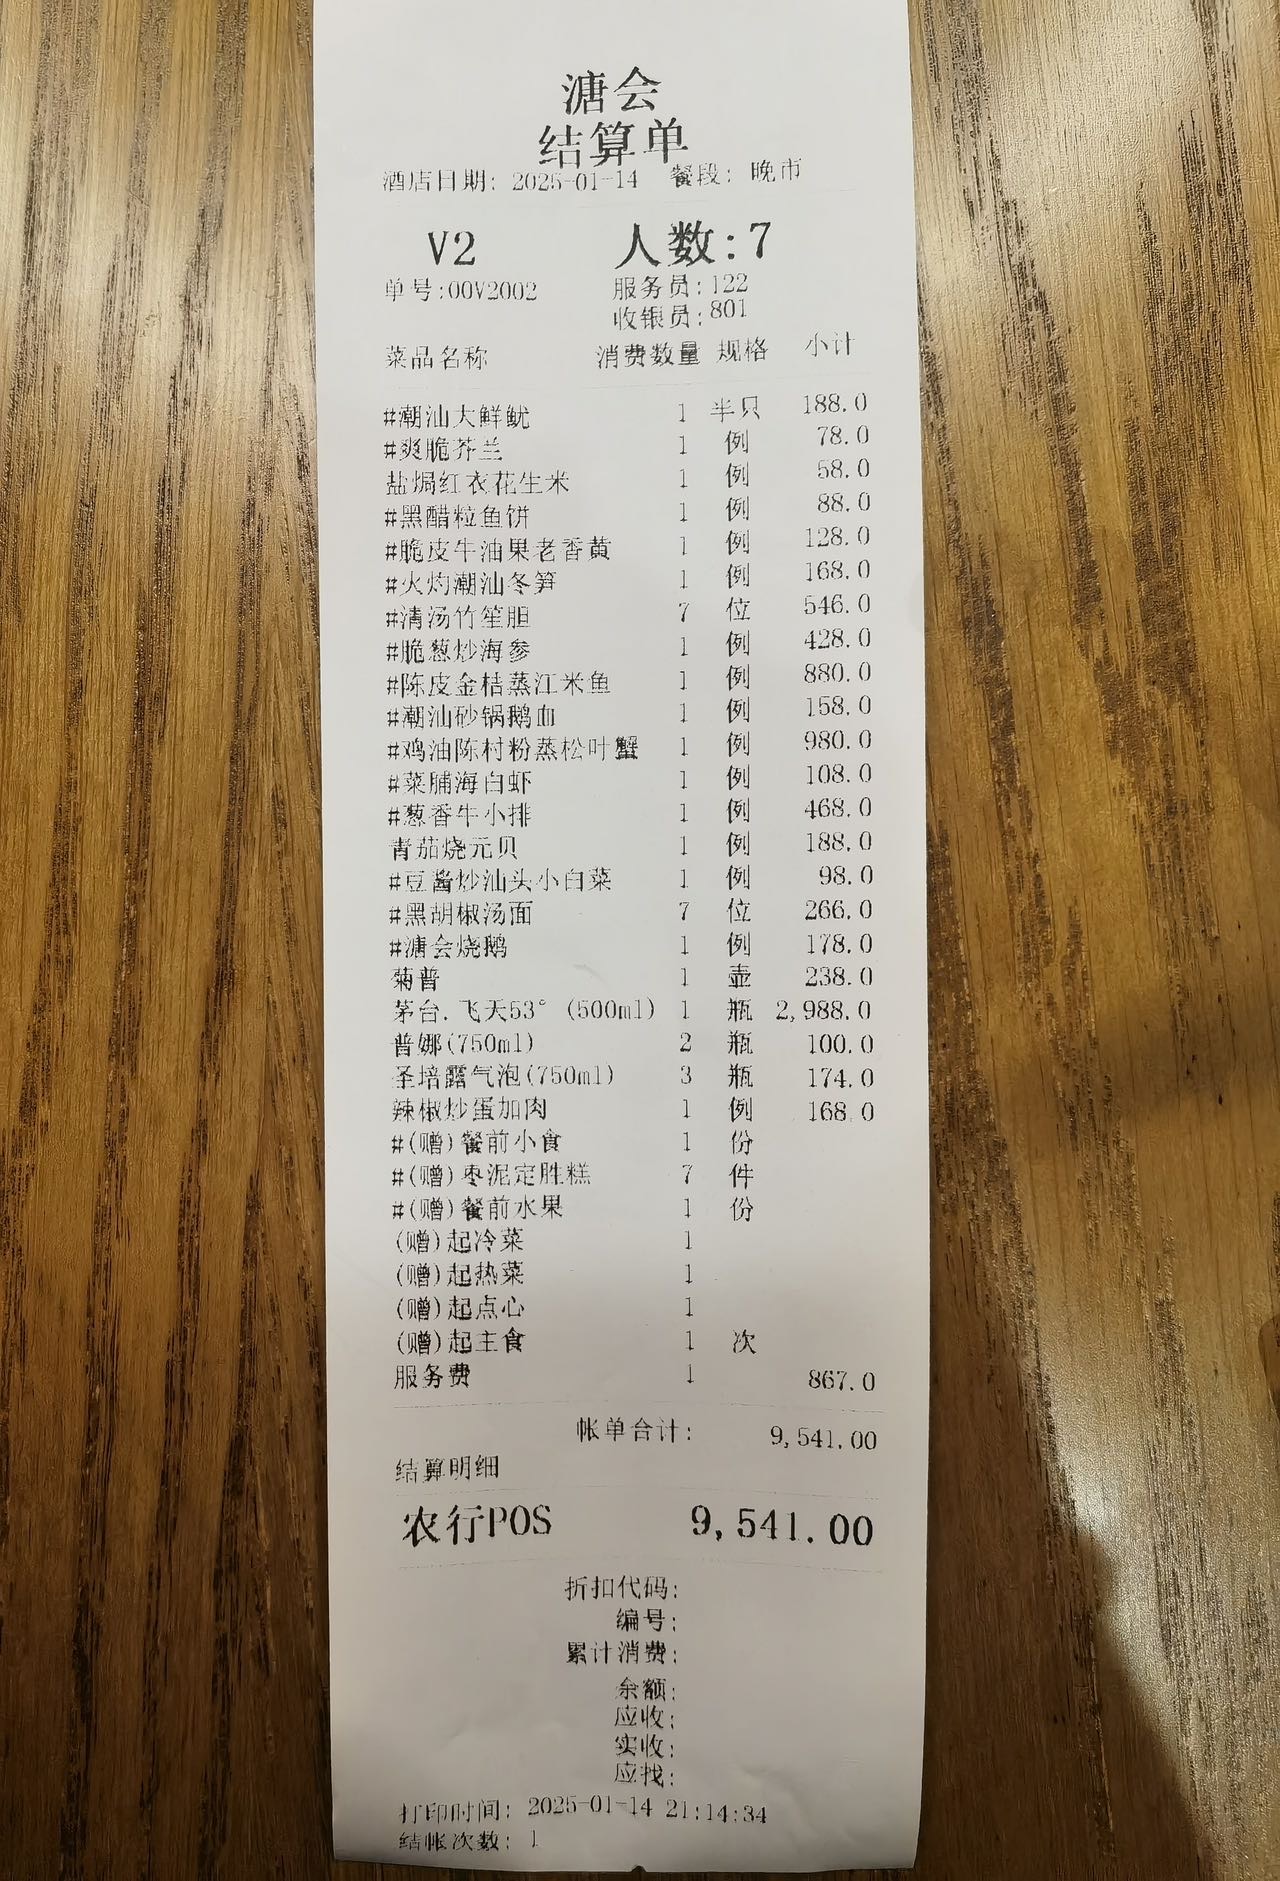 溏会
结算单
酒店日期: 2025-01-14 餐段: 晚市
V2 人数:7
单号:00V2002 服务员:122
收银员:801
菜品名称 消费数量 规格 小计
#潮汕大鲜鱿 1 半只 188.0
#爽脆芥兰 1 例 78.0
盐焗红衣花生米 1 例 58.0
#黑醋粒鱼饼 1 例 88.0
#脆皮牛油果老香黄 1 例 128.0
#火灼潮汕冬笋 1 例 168.0
#清汤竹笙胆 7 位 546.0
#脆葱炒海参 1 例 428.0
#陈皮金桔蒸江米鱼 1 例 880.0
#潮汕砂锅鹅血 1 例 158.0
#鸡油陈村粉蒸松叶蟹 1 例 980.0
#菜脯海白虾 1 例 108.0
#葱香牛小排 1 例 468.0
青茄烧元贝 1 例 188.0
#豆酱炒汕头小白菜 1 例 98.0
#黑胡椒汤面 7 位 266.0
#溏会烧鹅 1 例 178.0
菊普 1 壶 238.0
茅台.飞天53°(500ml) 1 瓶 2,988.0
普娜(750ml) 2 瓶 100.0
圣培露气泡(750ml) 3 瓶 174.0
辣椒炒蛋加肉 1 例 168.0
#(赠)餐前小食 1 份
#(赠)枣泥定胜糕 7 件
#(赠)餐前水果 1 份
(赠)起冷菜 1
(赠)起热菜 1
(赠)起点心 1
(赠)起主食 1 次
服务费 1 867.0
帐单合计: 9,541.00
结算明细
农行POS 9,541.00
折扣代码:
编号:
累计消费:
余额:
应收:
实收:
应找:
打印时间: 2025-01-14 21:14:34
结帐次数: 1